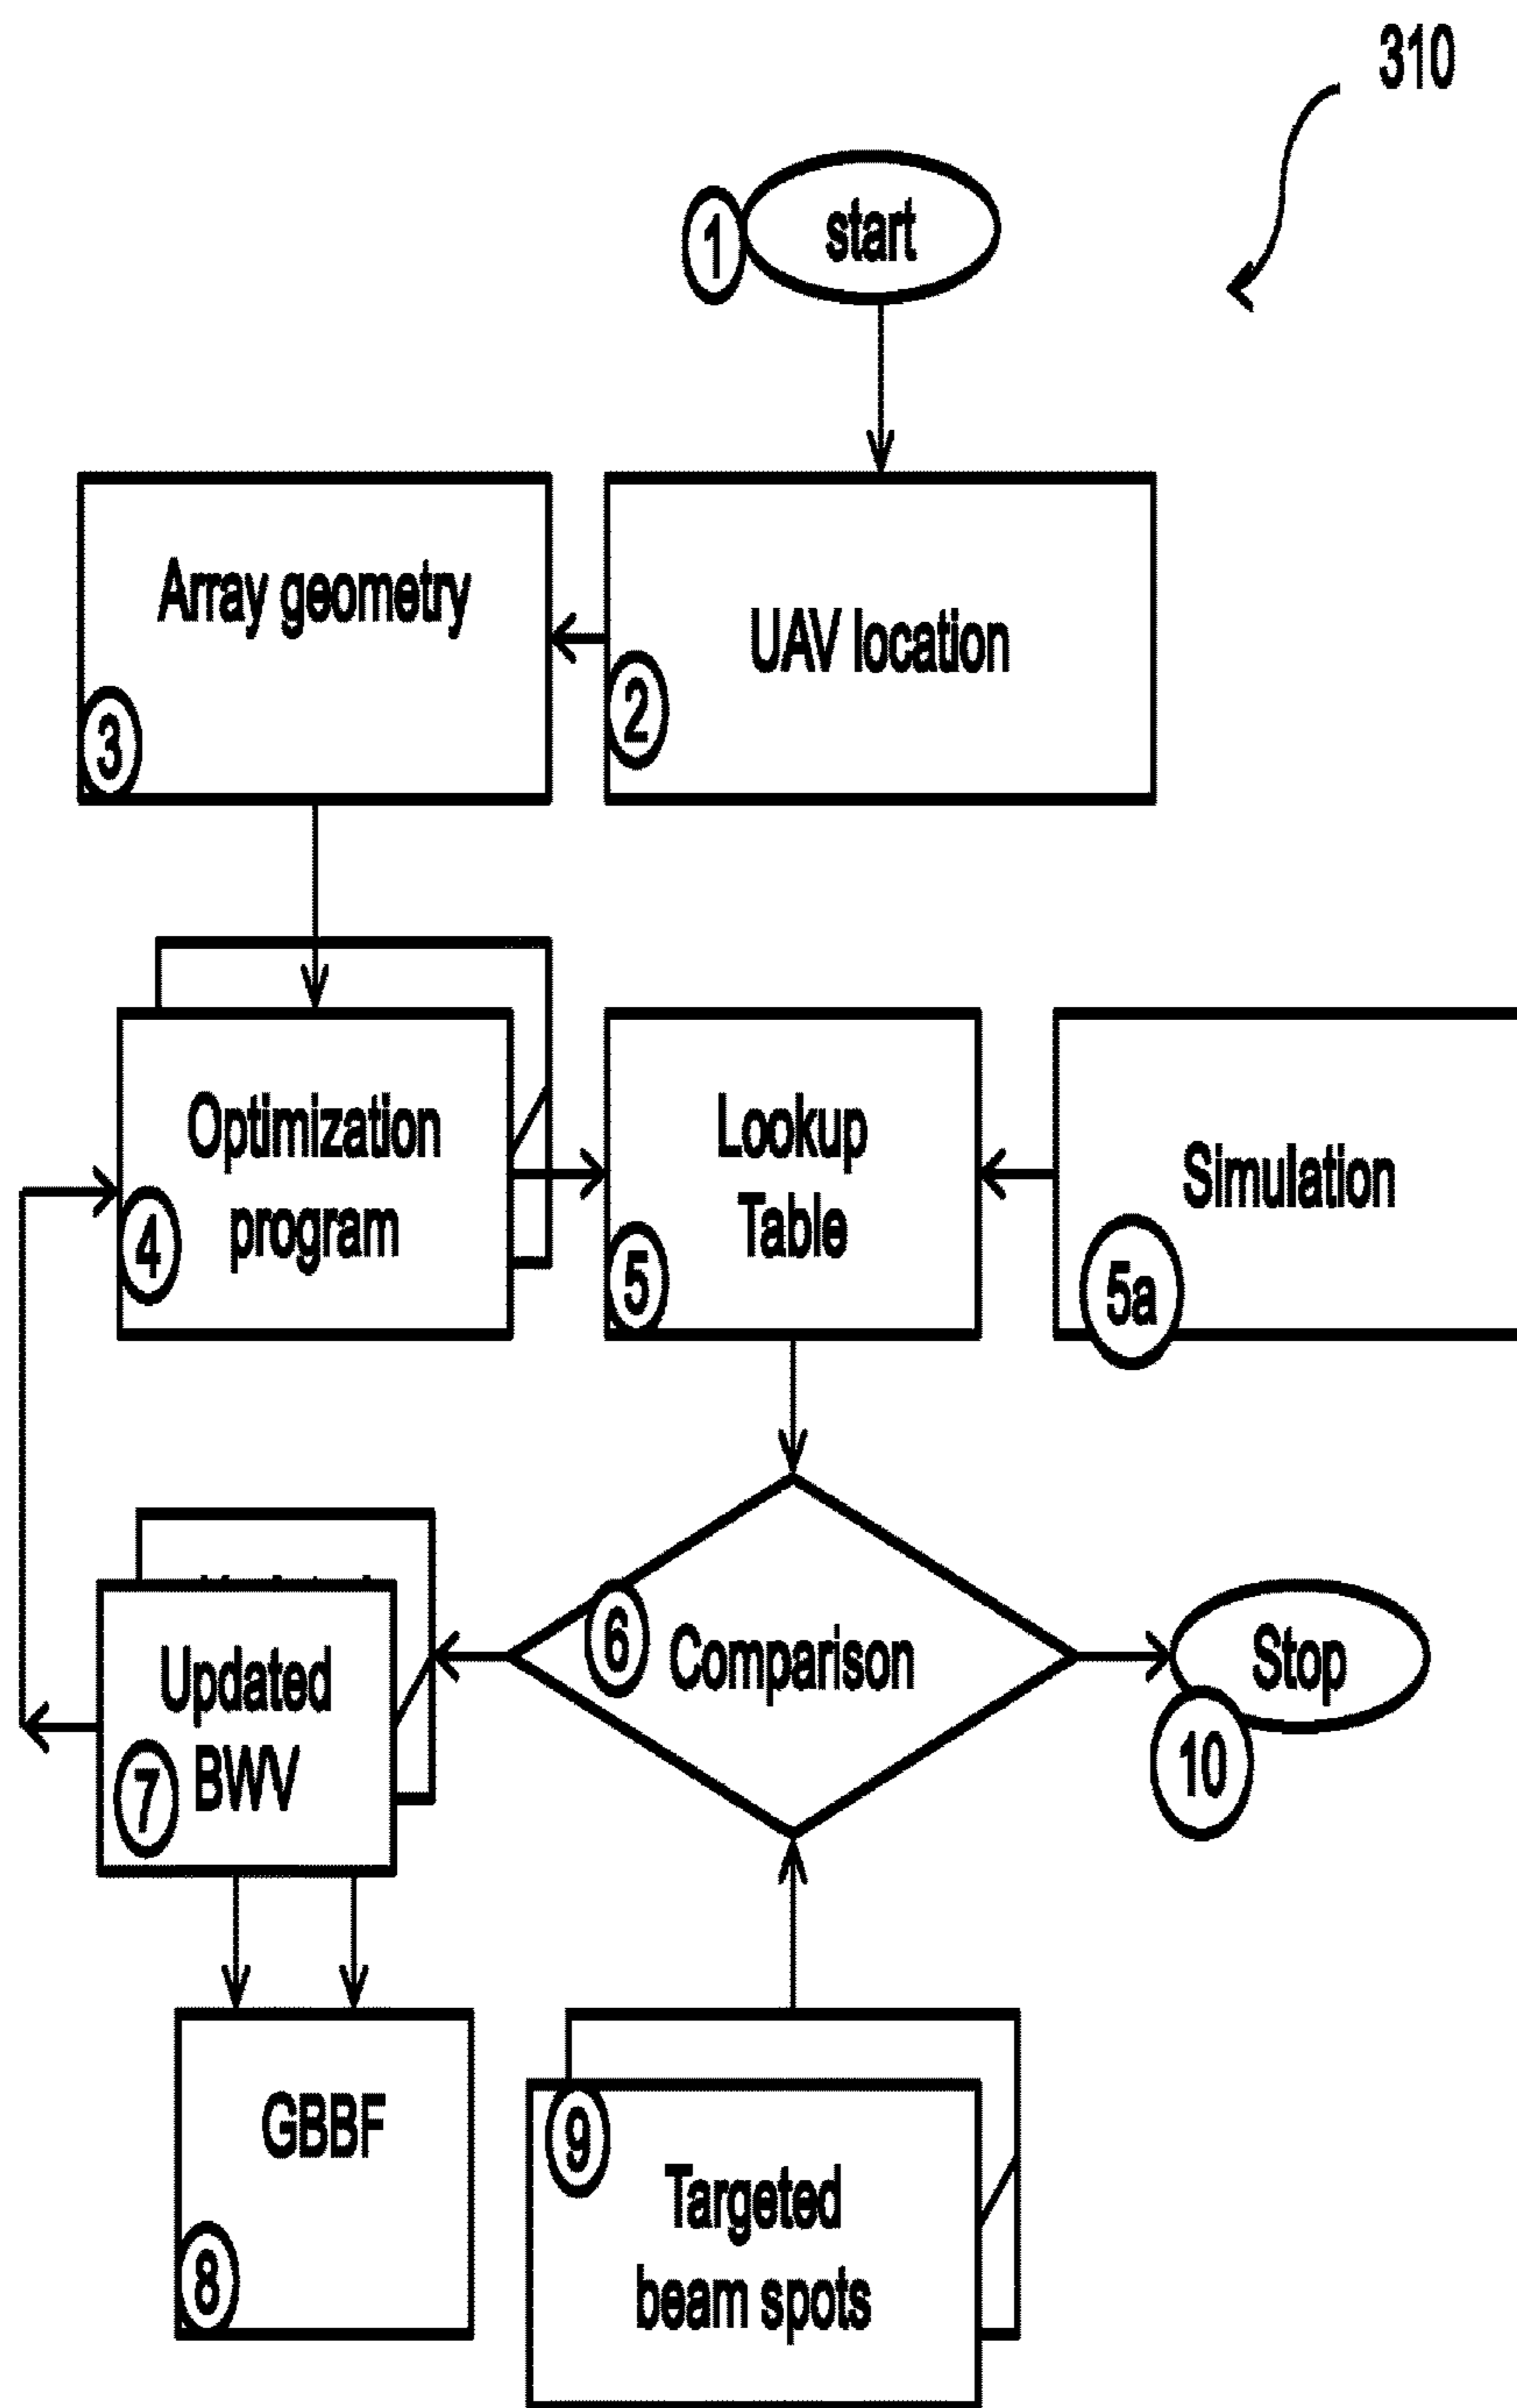 310
1
start
Array geometry
3
UAV location
2
Optimization
program
4
Lookup
Table
5
Simulation
5a
6
Comparison
Updated
BWV
7
Stop
10
GBBF
8
9
Targeted
beam spots